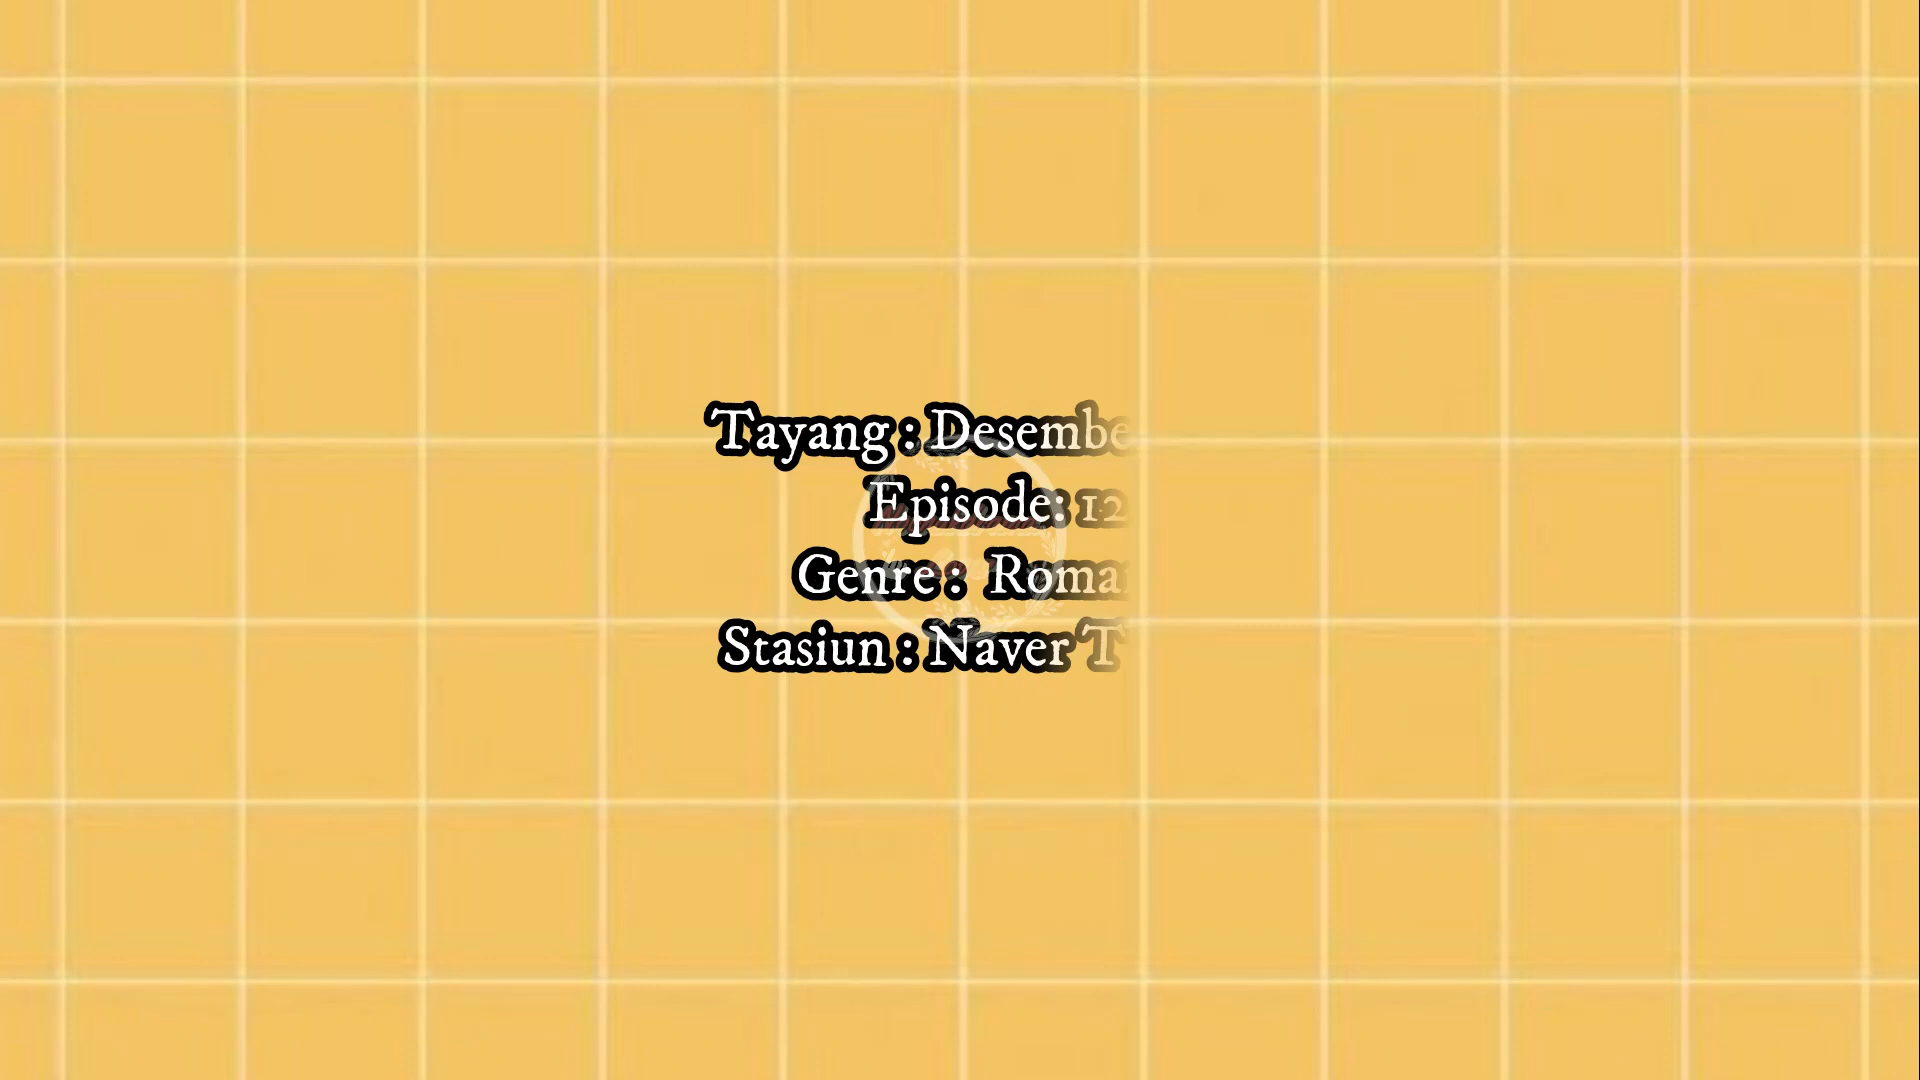 Tayang : Desembe
Episode: 12
Genre : Roma
Stasiun : Naver T